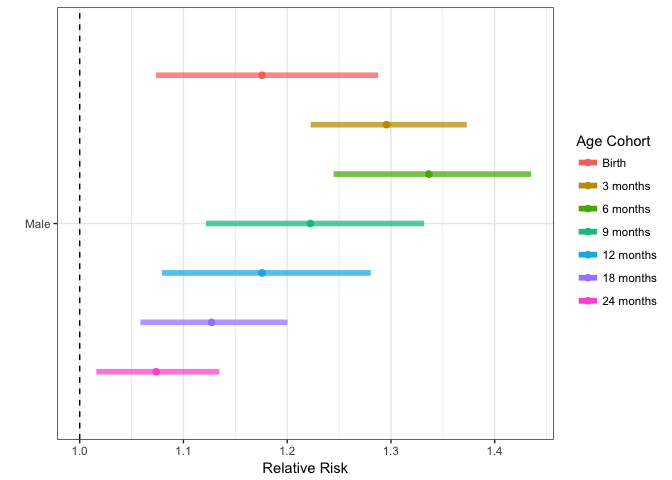 Male
1.0
1.1
1.2
1.3
1.4
Relative Risk
Age Cohort
Birth
3 months
6 months
9 months
12 months
18 months
24 months